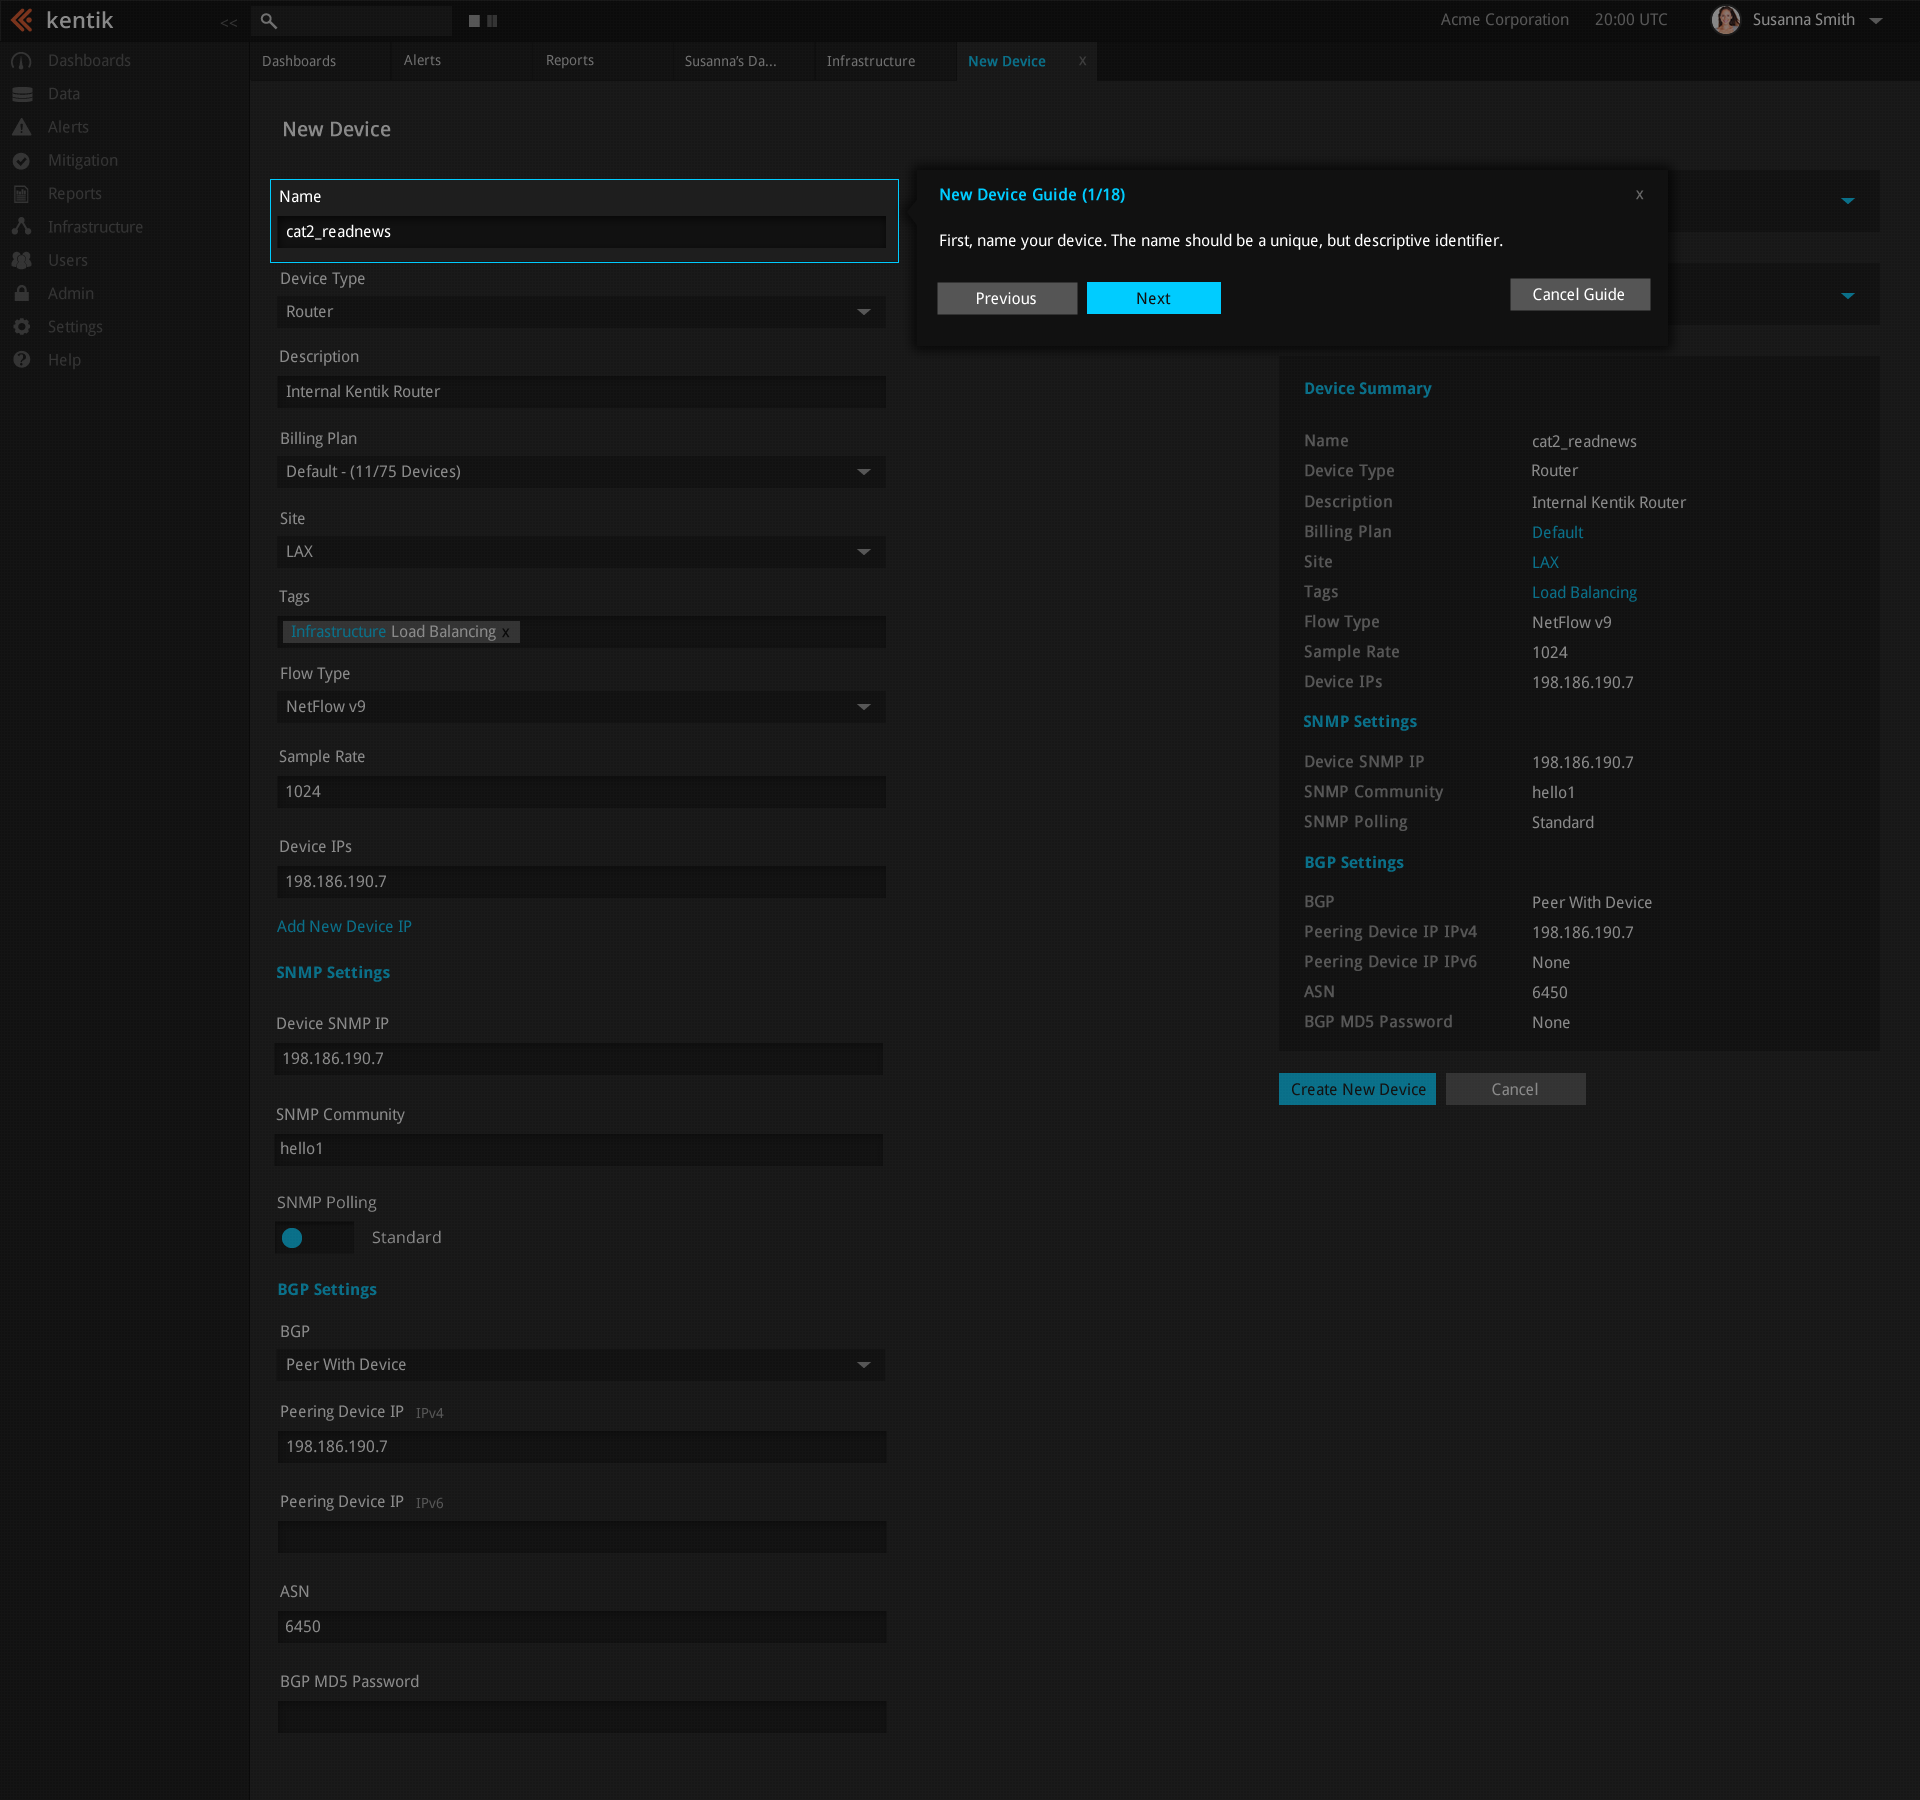 kentik
<<
Acme Corporation 20:00 UTC Susanna Smith
Dashboards
Data
Alerts
Mitigation
Reports
Infrastructure
Users
Admin
Settings
Help
Dashboards Alerts Reports Susanna's Da... Infrastructure New Device X
New Device
Name
cat2_readnews
Device Type
Router
Description
Internal Kentik Router
Billing Plan
Default - (11/75 Devices)
Site
LAX
Tags
Infrastructure Load Balancing x
Flow Type
NetFlow v9
Sample Rate
1024
Device IPs
198.186.190.7
Add New Device IP
SNMP Settings
Device SNMP IP
198.186.190.7
SNMP Community
hello1
SNMP Polling
Standard
BGP Settings
BGP
Peer With Device
Peering Device IP IPv4
198.186.190.7
Peering Device IP IPv6
ASN
6450
BGP MD5 Password
New Device Guide (1/18) x
First, name your device. The name should be a unique, but descriptive identifier.
Previous Next Cancel Guide
Device Summary
Name cat2_readnews
Device Type Router
Description Internal Kentik Router
Billing Plan Default
Site LAX
Tags Load Balancing
Flow Type NetFlow v9
Sample Rate 1024
Device IPs 198.186.190.7
SNMP Settings
Device SNMP IP 198.186.190.7
SNMP Community hello1
SNMP Polling Standard
BGP Settings
BGP Peer With Device
Peering Device IP IPv4 198.186.190.7
Peering Device IP IPv6 None
ASN 6450
BGP MD5 Password None
Create New Device Cancel